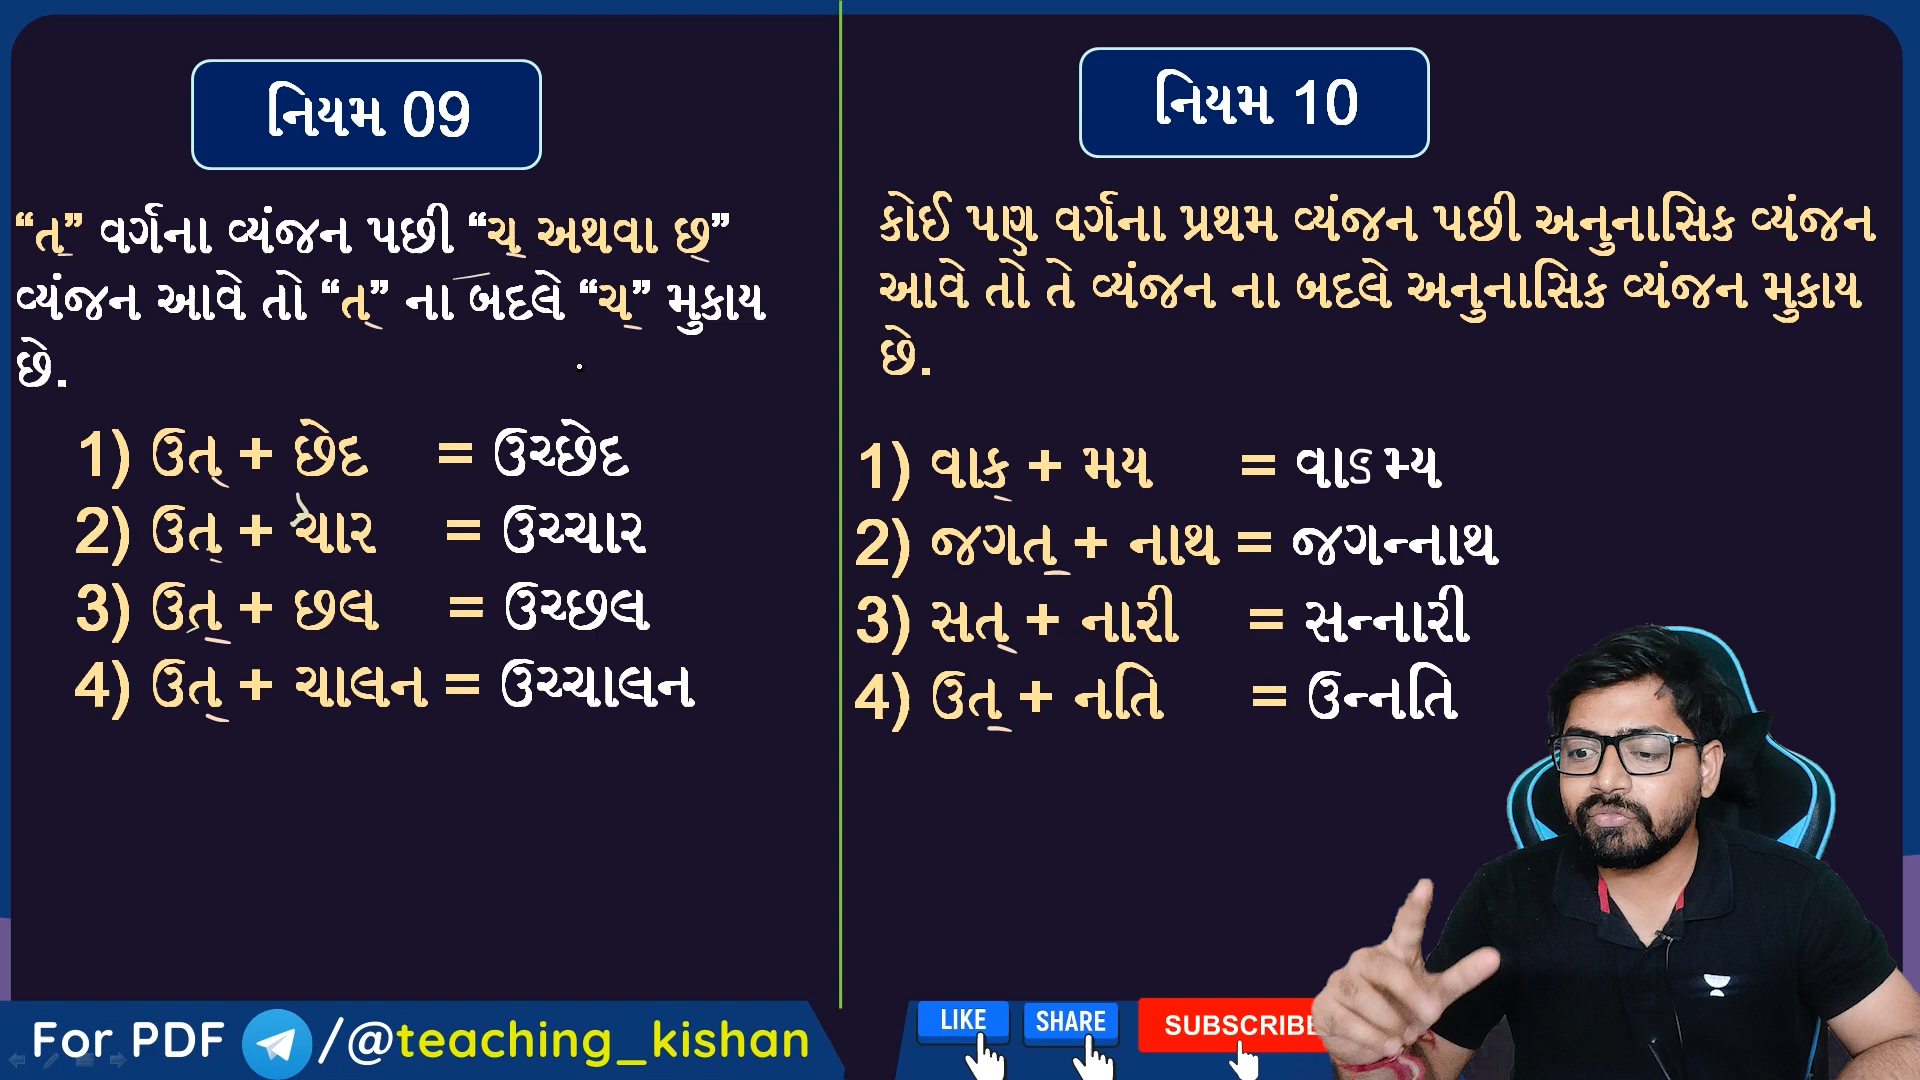 નિયમ 09
“ત્” વર્ગના વ્યંજન પછી “ચ્ અથવા છ્”
વ્યંજન આવે તો “ત્” ના બદલે “ચ્” મુકાય
છે.
1) ઉત્ + છેદ = ઉચ્છેદ
2) ઉત્ + ચાર = ઉચ્ચાર
3) ઉત્ + છલ = ઉચ્છલ
4) ઉત્ + ચાલન = ઉચ્ચાલન
નિયમ 10
કોઈ પણ વર્ગના પ્રથમ વ્યંજન પછી અનુનાસિક વ્યંજન
આવે તો તે વ્યંજન ના બદલે અનુનાસિક વ્યંજન મુકાય
છે.
1) વાક્ + મય = વાઙમ્ય
2) જગત્ + નાથ = જગન્નાથ
3) સત્ + નારી = સન્નારી
4) ઉત્ + નતિ = ઉન્નતિ
For PDF /@teaching_kishan
LIKE SHARE SUBSCRIBE